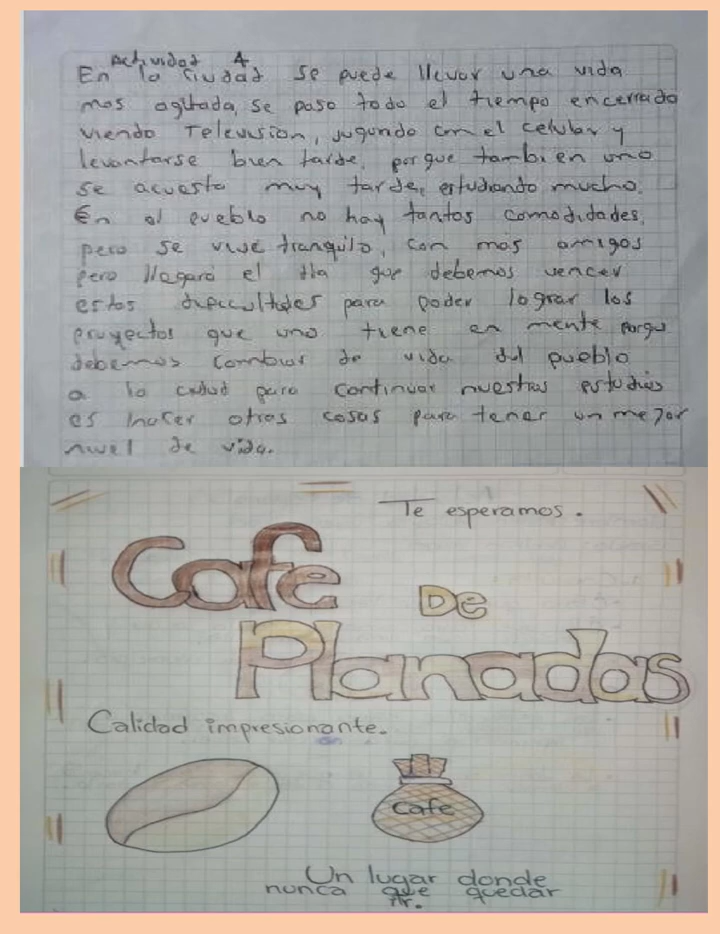 Actividad 4
En la ciudad se puede llevar una vida
mas agitada, se pasa todo el tiempo encerrado
viendo Television, jugundo con el celular y
levantarse bien tarde, porque tambien uno
se acuesta muy tarde, estudiando mucho.
En el pueblo no hay tantas comodidades,
pero se vive tranquilo, con mas amigos
pero llegara el dia que debemos vencer
estas dificultades para poder lograr los
proyectos que uno tiene en mente porque
debemos cambiar de vida del pueblo
a la ciudad para continuar nuestros estudios
es hacer otras cosas para tener un mejor
nivel de vida.
Te esperamos.
Cafe
De
Planadas
Calidad impresionante.
Cafe
Un lugar donde
nunca que quedar